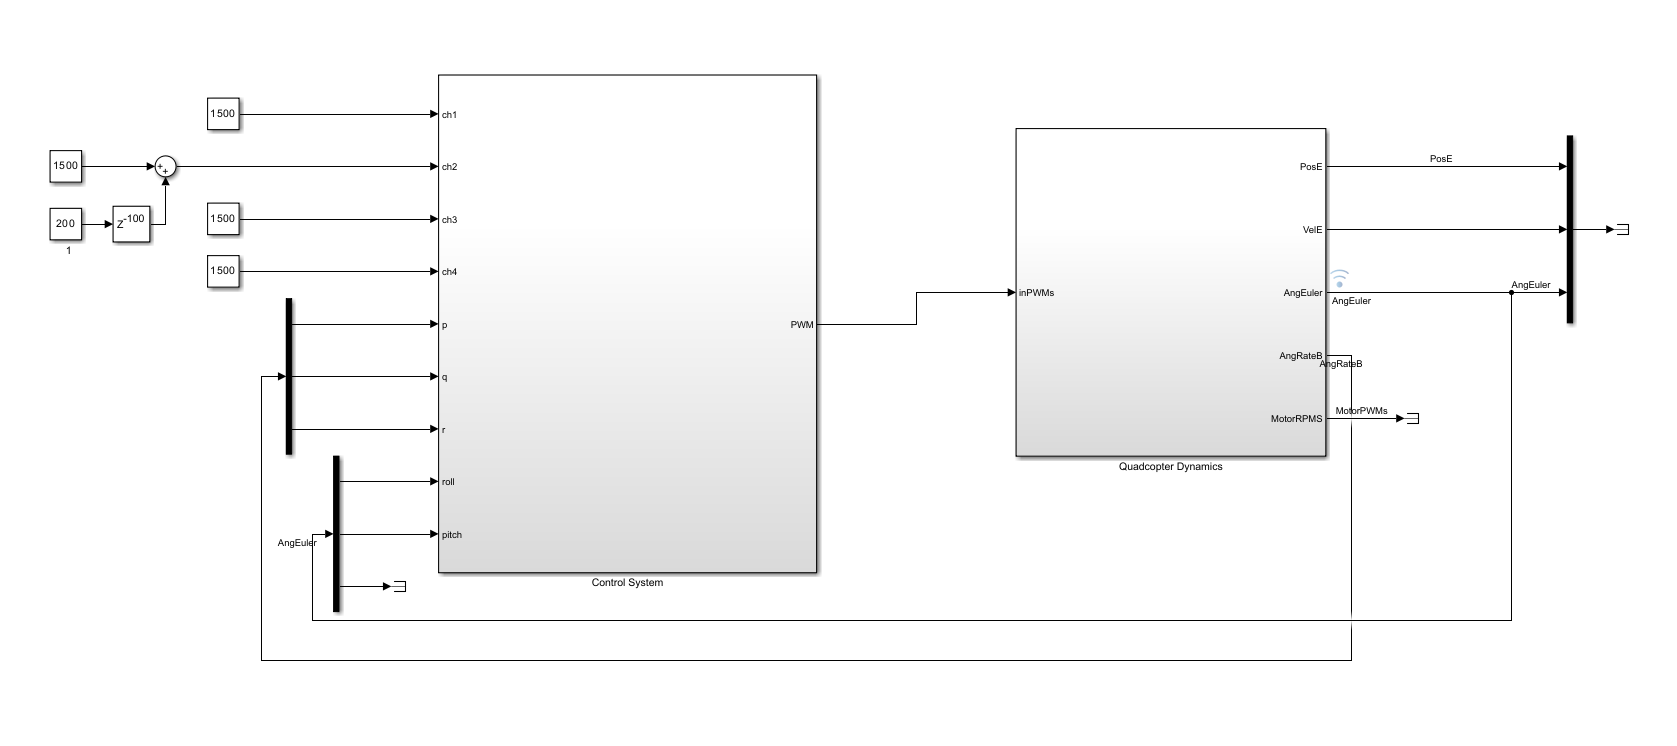 1500
ch1
1500
+
+
ch2
200
Z-100
1
1500
ch3
1500
ch4
p
q
r
roll
AngEuler
pitch
PWM
Control System
inPWMs
PosE
PosE
VelE
AngEuler
AngEuler
AngEuler
AngRateB
AngRateB
MotorRPMS
MotorPWMs
Quadcopter Dynamics